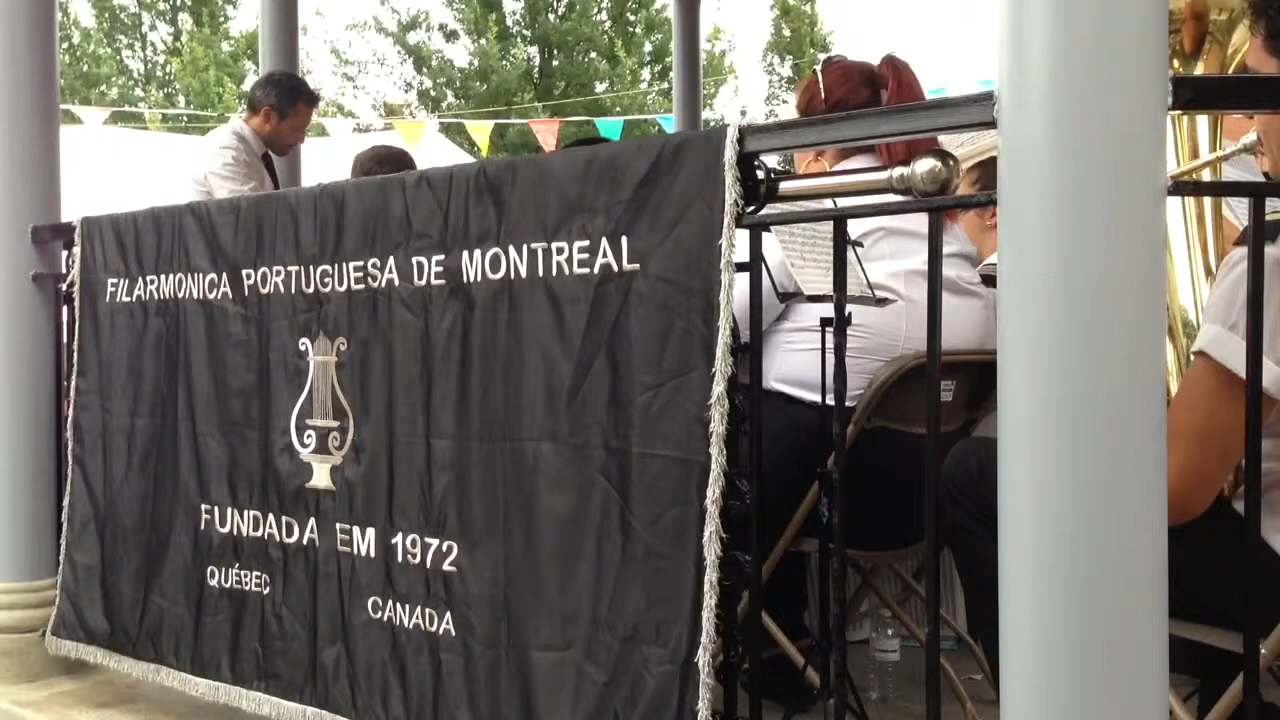 FILARMONICA PORTUGUESA DE MONTREAL
FUNDADA EM 1972
QUÉBEC
CANADA